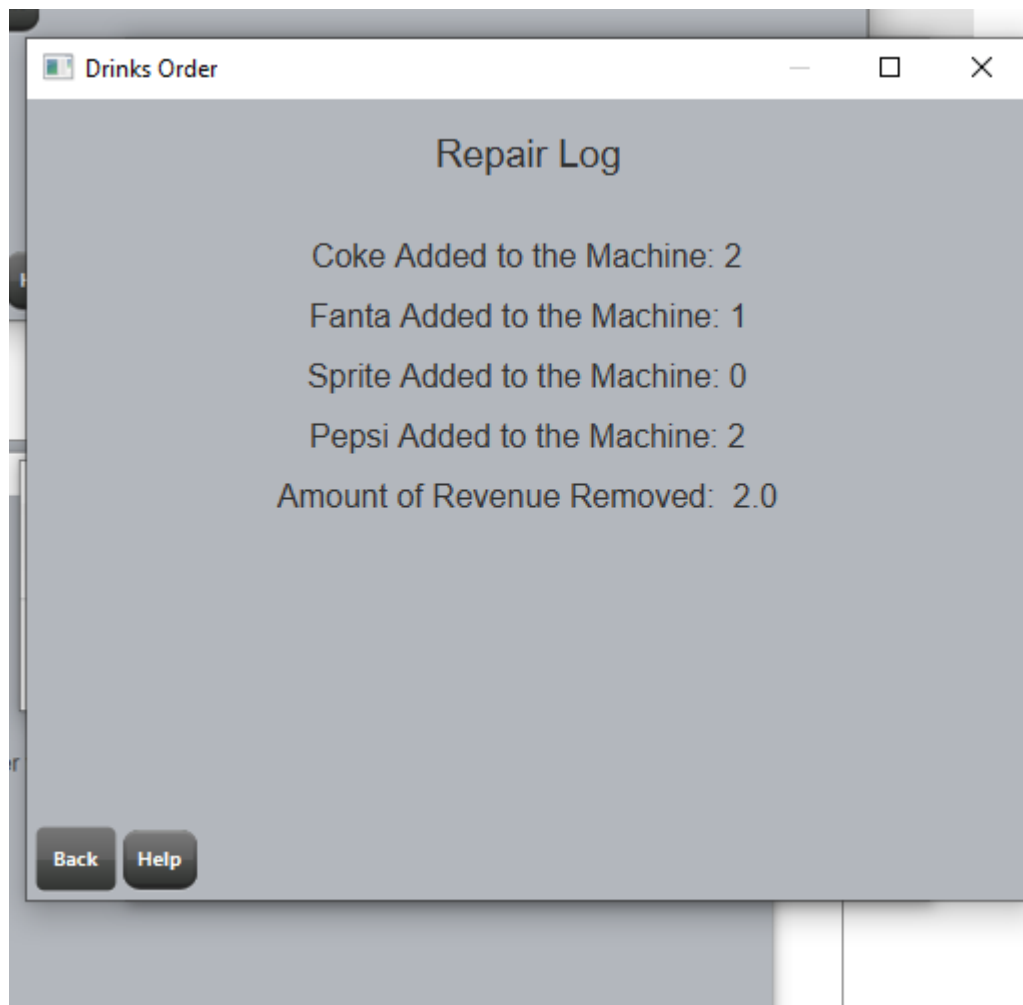 Drinks Order
Repair Log
Coke Added to the Machine: 2
Fanta Added to the Machine: 1
Sprite Added to the Machine: 0
Pepsi Added to the Machine: 2
Amount of Revenue Removed: 2.0
Back Help